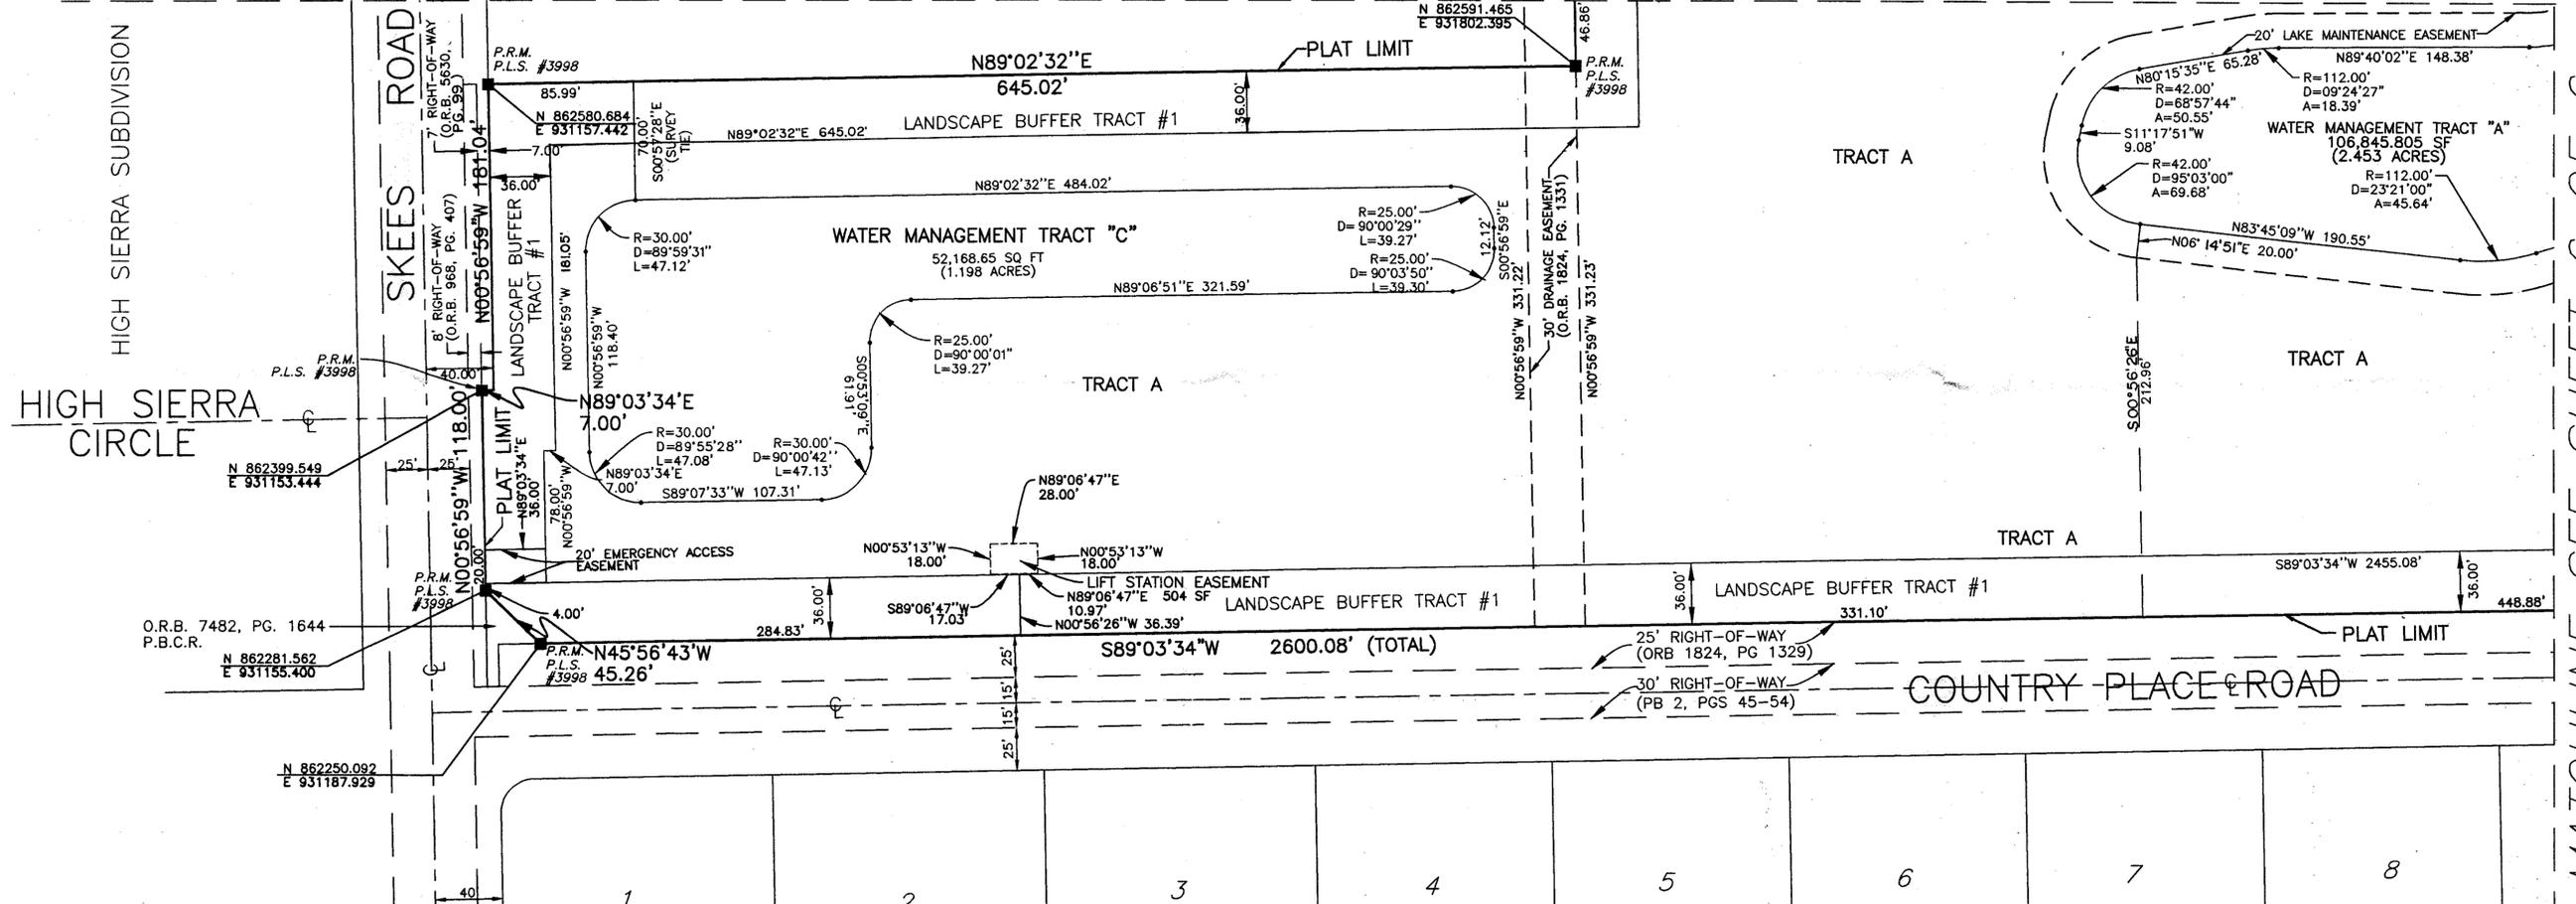 HIGH SIERRA SUBDIVISION
SKEES ROAD
HIGH SIERRA
CIRCLE
℄
7' RIGHT-OF-WAY
(O.R.B. 5630,
PG.99)
8' RIGHT-OF-WAY
(O.R.B. 968, PG. 407)
P.R.M.
P.L.S. #3998
85.99'
N 862580.684
E 931157.442
7.00'
36.00'
N00°56'59"W 181.04'
LANDSCAPE BUFFER
TRACT #1
N00°56'59"W 181.05'
70.00'
S00°57'28"E
(SURVEY
TIE)
N89°02'32"E
645.02'
PLAT LIMIT
N89°02'32"E 645.02'
LANDSCAPE BUFFER TRACT #1
36.00'
N 862591.465
E 931802.395
46.86'
P.R.M.
P.L.S.
#3998
N89°02'32"E 484.02'
WATER MANAGEMENT TRACT "C"
52,168.65 SQ FT
(1.198 ACRES)
R=30.00'
D=89°59'31"
L=47.12'
R=25.00'
D=90°00'29"
L=39.27'
12.12'
S00°56'59"E
R=25.00'
D=90°03'50"
L=39.30'
N89°06'51"E 321.59'
N00°56'59"W
118.40'
R=25.00'
D=90°00'01"
L=39.27'
S00°53'09"E
61.91'
TRACT A
R=30.00'
D=89°55'28"
L=47.08'
R=30.00'
D=90°00'42"
L=47.13'
N89°03'34"E
7.00'
S89°07'33"W 107.31'
N00°56'59"W 331.22'
30' DRAINAGE EASEMENT
(O.R.B. 1824, PG. 1331)
N00°56'59"W 331.23'
TRACT A
20' LAKE MAINTENANCE EASEMENT
N80°15'35"E 65.28'
N89°40'02"E 148.38'
R=112.00'
D=09°24'27"
A=18.39'
R=42.00'
D=68°57'44"
A=50.55'
S11°17'51"W
9.08'
WATER MANAGEMENT TRACT "A"
106,845.805 SF
(2.453 ACRES)
R=42.00'
D=95°03'00"
A=69.68'
R=112.00'
D=23°21'00"
A=45.64'
N83°45'09"W 190.55'
N06°14'51"E 20.00'
S00°56'26"E
212.96'
TRACT A
P.R.M.
P.L.S. #3998
40.00'
N89°03'34"E
7.00'
N 862399.549
E 931153.444
25'
25'
N00°56'59"W 118.00'
PLAT LIMIT
N89°03'34"E
36.00'
78.00'
N00°56'59"W
20.00'
20' EMERGENCY ACCESS
EASEMENT
P.R.M.
P.L.S.
#3998
4.00'
O.R.B. 7482, PG. 1644
P.B.C.R.
N 862281.562
E 931155.400
℄
P.R.M.
P.L.S.
#3998
N45°56'43"W
45.26'
N 862250.092
E 931187.929
N89°06'47"E
28.00'
N00°53'13"W
18.00'
N00°53'13"W
18.00'
LIFT STATION EASEMENT
N89°06'47"E 504 SF
10.97'
S89°06'47"W
17.03'
N00°56'26"W 36.39'
36.00'
284.83'
LANDSCAPE BUFFER TRACT #1
36.00'
TRACT A
LANDSCAPE BUFFER TRACT #1
331.10'
S89°03'34"W 2455.08'
36.00'
448.88'
S89°03'34"W 2600.08' (TOTAL)
25' RIGHT-OF-WAY
(ORB 1824, PG 1329)
30' RIGHT-OF-WAY
(PB 2, PGS 45-54)
PLAT LIMIT
COUNTRY PLACE ROAD
℄
℄
25'
15'
15'
25'
40
1
2
3
4
5
6
7
8